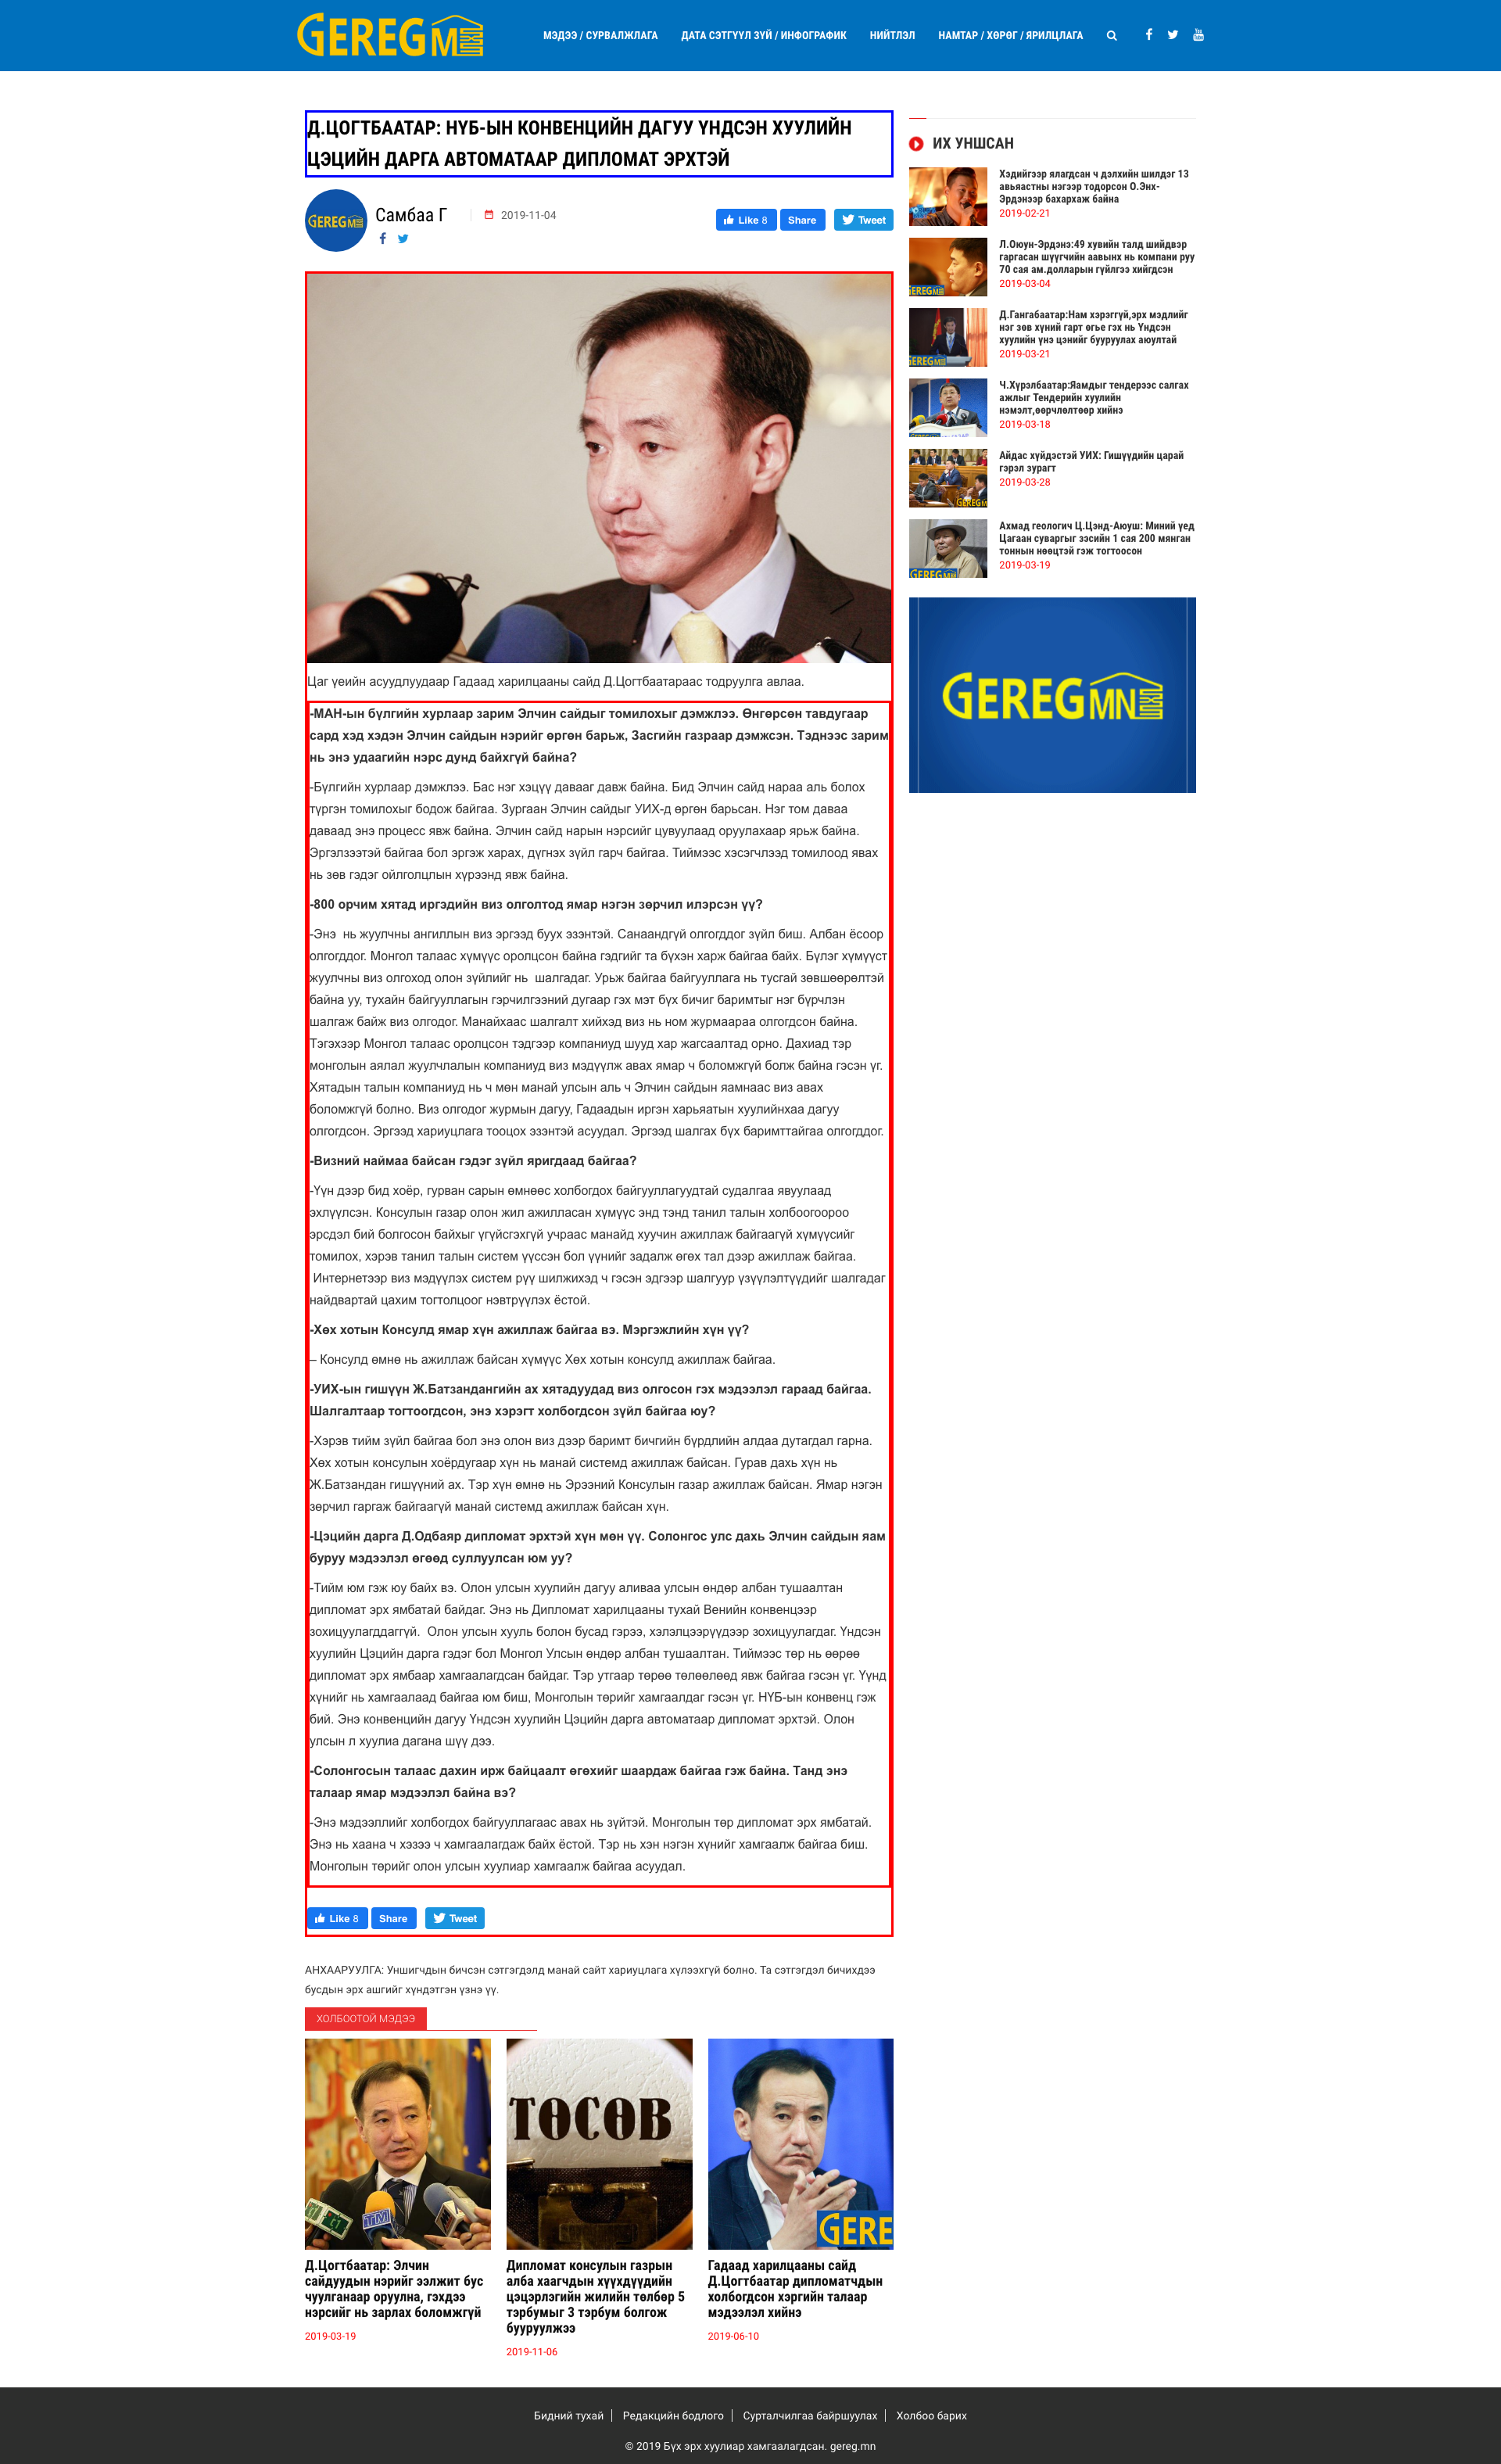 GEREG MN
МЭДЭЭ / СУРВАЛЖЛАГА
ДАТА СЭТГҮҮЛ ЗҮЙ / ИНФОГРАФИК
НИЙТЛЭЛ
НАМТАР / ХӨРӨГ / ЯРИЛЦЛАГА
Д.ЦОГТБААТАР: НҮБ-ЫН КОНВЕНЦИЙН ДАГУУ ҮНДСЭН ХУУЛИЙН
ЦЭЦИЙН ДАРГА АВТОМАТААР ДИПЛОМАТ ЭРХТЭЙ
GEREGMN
Самбаа Г
2019-11-04
Like 8
Share
Tweet
Цаг үеийн асуудлуудаар Гадаад харилцааны сайд Д.Цогтбаатараас тодруулга авлаа.
-МАН-ын бүлгийн хурлаар зарим Элчин сайдыг томилохыг дэмжлээ. Өнгөрсөн тавдугаар
сард хэд хэдэн Элчин сайдын нэрийг өргөн барьж, Засгийн газраар дэмжсэн. Тэднээс зарим
нь энэ удаагийн нэрс дунд байхгүй байна?
-Бүлгийн хурлаар дэмжлээ. Бас нэг хэцүү давааг давж байна. Бид Элчин сайд нараа аль болох
түргэн томилохыг бодож байгаа. Зургаан Элчин сайдыг УИХ-д өргөн барьсан. Нэг том даваа
даваад энэ процесс явж байна. Элчин сайд нарын нэрсийг цувуулаад оруулахаар ярьж байна.
Эргэлзээтэй байгаа бол эргэж харах, дүгнэх зүйл гарч байгаа. Тиймээс хэсэгчлээд томилоод явах
нь зөв гэдэг ойлголцлын хүрээнд явж байна.
-800 орчим хятад иргэдийн виз олголтод ямар нэгэн зөрчил илэрсэн үү?
-Энэ  нь жуулчны ангиллын виз эргээд буух эзэнтэй. Санаандгүй олгогддог зүйл биш. Албан ёсоор
олгогддог. Монгол талаас хүмүүс оролцсон байна гэдгийг та бүхэн харж байгаа байх. Бүлэг хүмүүст
жуулчны виз олгоход олон зүйлийг нь  шалгадаг. Урьж байгаа байгууллага нь тусгай зөвшөөрөлтэй
байна уу, тухайн байгууллагын гэрчилгээний дугаар гэх мэт бүх бичиг баримтыг нэг бүрчлэн
шалгаж байж виз олгодог. Манайхаас шалгалт хийхэд виз нь ном журмаараа олгогдсон байна.
Тэгэхээр Монгол талаас оролцсон тэдгээр компаниуд шууд хар жагсаалтад орно. Дахиад тэр
монголын аялал жуулчлалын компаниуд виз мэдүүлж авах ямар ч боломжгүй болж байна гэсэн үг.
Хятадын талын компаниуд нь ч мөн манай улсын аль ч Элчин сайдын яамнаас виз авах
боломжгүй болно. Виз олгодог журмын дагуу, Гадаадын иргэн харьяатын хуулийнхаа дагуу
олгогдсон. Эргээд хариуцлага тооцох эзэнтэй асуудал. Эргээд шалгах бүх баримттайгаа олгогддог.
-Визний наймаа байсан гэдэг зүйл яригдаад байгаа?
-Үүн дээр бид хоёр, гурван сарын өмнөөс холбогдох байгууллагуудтай судалгаа явуулаад
эхлүүлсэн. Консулын газар олон жил ажилласан хүмүүс энд тэнд танил талын холбоогоороо
эрсдэл бий болгосон байхыг үгүйсгэхгүй учраас манайд хуучин ажиллаж байгаагүй хүмүүсийг
томилох, хэрэв танил талын систем үүссэн бол үүнийг задалж өгөх тал дээр ажиллаж байгаа.
Интернетээр виз мэдүүлэх систем рүү шилжихэд ч гэсэн эдгээр шалгуур үзүүлэлтүүдийг шалгадаг
найдвартай цахим тогтолцоог нэвтрүүлэх ёстой.
-Хөх хотын Консулд ямар хүн ажиллаж байгаа вэ. Мэргэжлийн хүн үү?
– Консулд өмнө нь ажиллаж байсан хүмүүс Хөх хотын консулд ажиллаж байгаа.
-УИХ-ын гишүүн Ж.Батзандангийн ах хятадуудад виз олгосон гэх мэдээлэл гараад байгаа.
Шалгалтаар тогтоогдсон, энэ хэрэгт холбогдсон зүйл байгаа юу?
-Хэрэв тийм зүйл байгаа бол энэ олон виз дээр баримт бичгийн бүрдлийн алдаа дутагдал гарна.
Хөх хотын консулын хоёрдугаар хүн нь манай системд ажиллаж байсан. Гурав дахь хүн нь
Ж.Батзандан гишүүний ах. Тэр хүн өмнө нь Эрээний Консулын газар ажиллаж байсан. Ямар нэгэн
зөрчил гаргаж байгаагүй манай системд ажиллаж байсан хүн.
-Цэцийн дарга Д.Одбаяр дипломат эрхтэй хүн мөн үү. Солонгос улс дахь Элчин сайдын яам
буруу мэдээлэл өгөөд суллуулсан юм уу?
-Тийм юм гэж юу байх вэ. Олон улсын хуулийн дагуу аливаа улсын өндөр албан тушаалтан
дипломат эрх ямбатай байдаг. Энэ нь Дипломат харилцааны тухай Венийн конвенцээр
зохицуулагддаггүй.  Олон улсын хууль болон бусад гэрээ, хэлэлцээрүүдээр зохицуулагдаг. Үндсэн
хуулийн Цэцийн дарга гэдэг бол Монгол Улсын өндөр албан тушаалтан. Тиймээс төр нь өөрөө
дипломат эрх ямбаар хамгаалагдсан байдаг. Тэр утгаар төрөө төлөөлөөд явж байгаа гэсэн үг. Үүнд
хүнийг нь хамгаалаад байгаа юм биш, Монголын төрийг хамгаалдаг гэсэн үг. НҮБ-ын конвенц гэж
бий. Энэ конвенцийн дагуу Үндсэн хуулийн Цэцийн дарга автоматаар дипломат эрхтэй. Олон
улсын л хуулиа дагана шүү дээ.
-Солонгосын талаас дахин ирж байцаалт өгөхийг шаардаж байгаа гэж байна. Танд энэ
талаар ямар мэдээлэл байна вэ?
-Энэ мэдээллийг холбогдох байгууллагаас авах нь зүйтэй. Монголын төр дипломат эрх ямбатай.
Энэ нь хаана ч хэзээ ч хамгаалагдаж байх ёстой. Тэр нь хэн нэгэн хүнийг хамгаалж байгаа биш.
Монголын төрийг олон улсын хуулиар хамгаалж байгаа асуудал.
Like 8
Share
Tweet
АНХААРУУЛГА: Уншигчдын бичсэн сэтгэгдэлд манай сайт хариуцлага хүлээхгүй болно. Та сэтгэгдэл бичихдээ
бусдын эрх ашгийг хүндэтгэн үзнэ үү.
ХОЛБООТОЙ МЭДЭЭ
ТӨСӨВ
GERE
Д.Цогтбаатар: Элчин
сайдуудын нэрийг ээлжит бус
чуулганаар оруулна, гэхдээ
нэрсийг нь зарлах боломжгүй
2019-03-19
Дипломат консулын газрын
алба хаагчдын хүүхдүүдийн
цэцэрлэгийн жилийн төлбөр 5
тэрбумыг 3 тэрбум болгож
бууруулжээ
2019-11-06
Гадаад харилцааны сайд
Д.Цогтбаатар дипломатчдын
холбогдсон хэргийн талаар
мэдээлэл хийнэ
2019-06-10
ИХ УНШСАН
Хэдийгээр ялагдсан ч дэлхийн шилдэг 13
авьяастны нэгээр тодорсон О.Энх-
Эрдэнээр бахархаж байна
2019-02-21
Л.Оюун-Эрдэнэ:49 хувийн талд шийдвэр
гаргасан шүүгчийн аавынх нь компани руу
70 сая ам.долларын гүйлгээ хийгдсэн
2019-03-04
Д.Гангабаатар:Нам хэрэггүй,эрх мэдлийг
нэг зөв хүний гарт өгье гэх нь Үндсэн
хуулийн үнэ цэнийг бууруулах аюултай
2019-03-21
Ч.Хүрэлбаатар:Яамдыг тендерээс салгах
ажлыг Тендерийн хуулийн
нэмэлт,өөрчлөлтөөр хийнэ
2019-03-18
Айдас хүйдэстэй УИХ: Гишүүдийн царай
гэрэл зурагт
2019-03-28
Ахмад геологич Ц.Цэнд-Аюуш: Миний үед
Цагаан суваргыг зэсийн 1 сая 200 мянган
тоннын нөөцтэй гэж тогтоосон
2019-03-19
GEREG MN
Бидний тухай
Редакцийн бодлого
Сурталчилгаа байршуулах
Холбоо барих
© 2019 Бүх эрх хуулиар хамгаалагдсан. gereg.mn